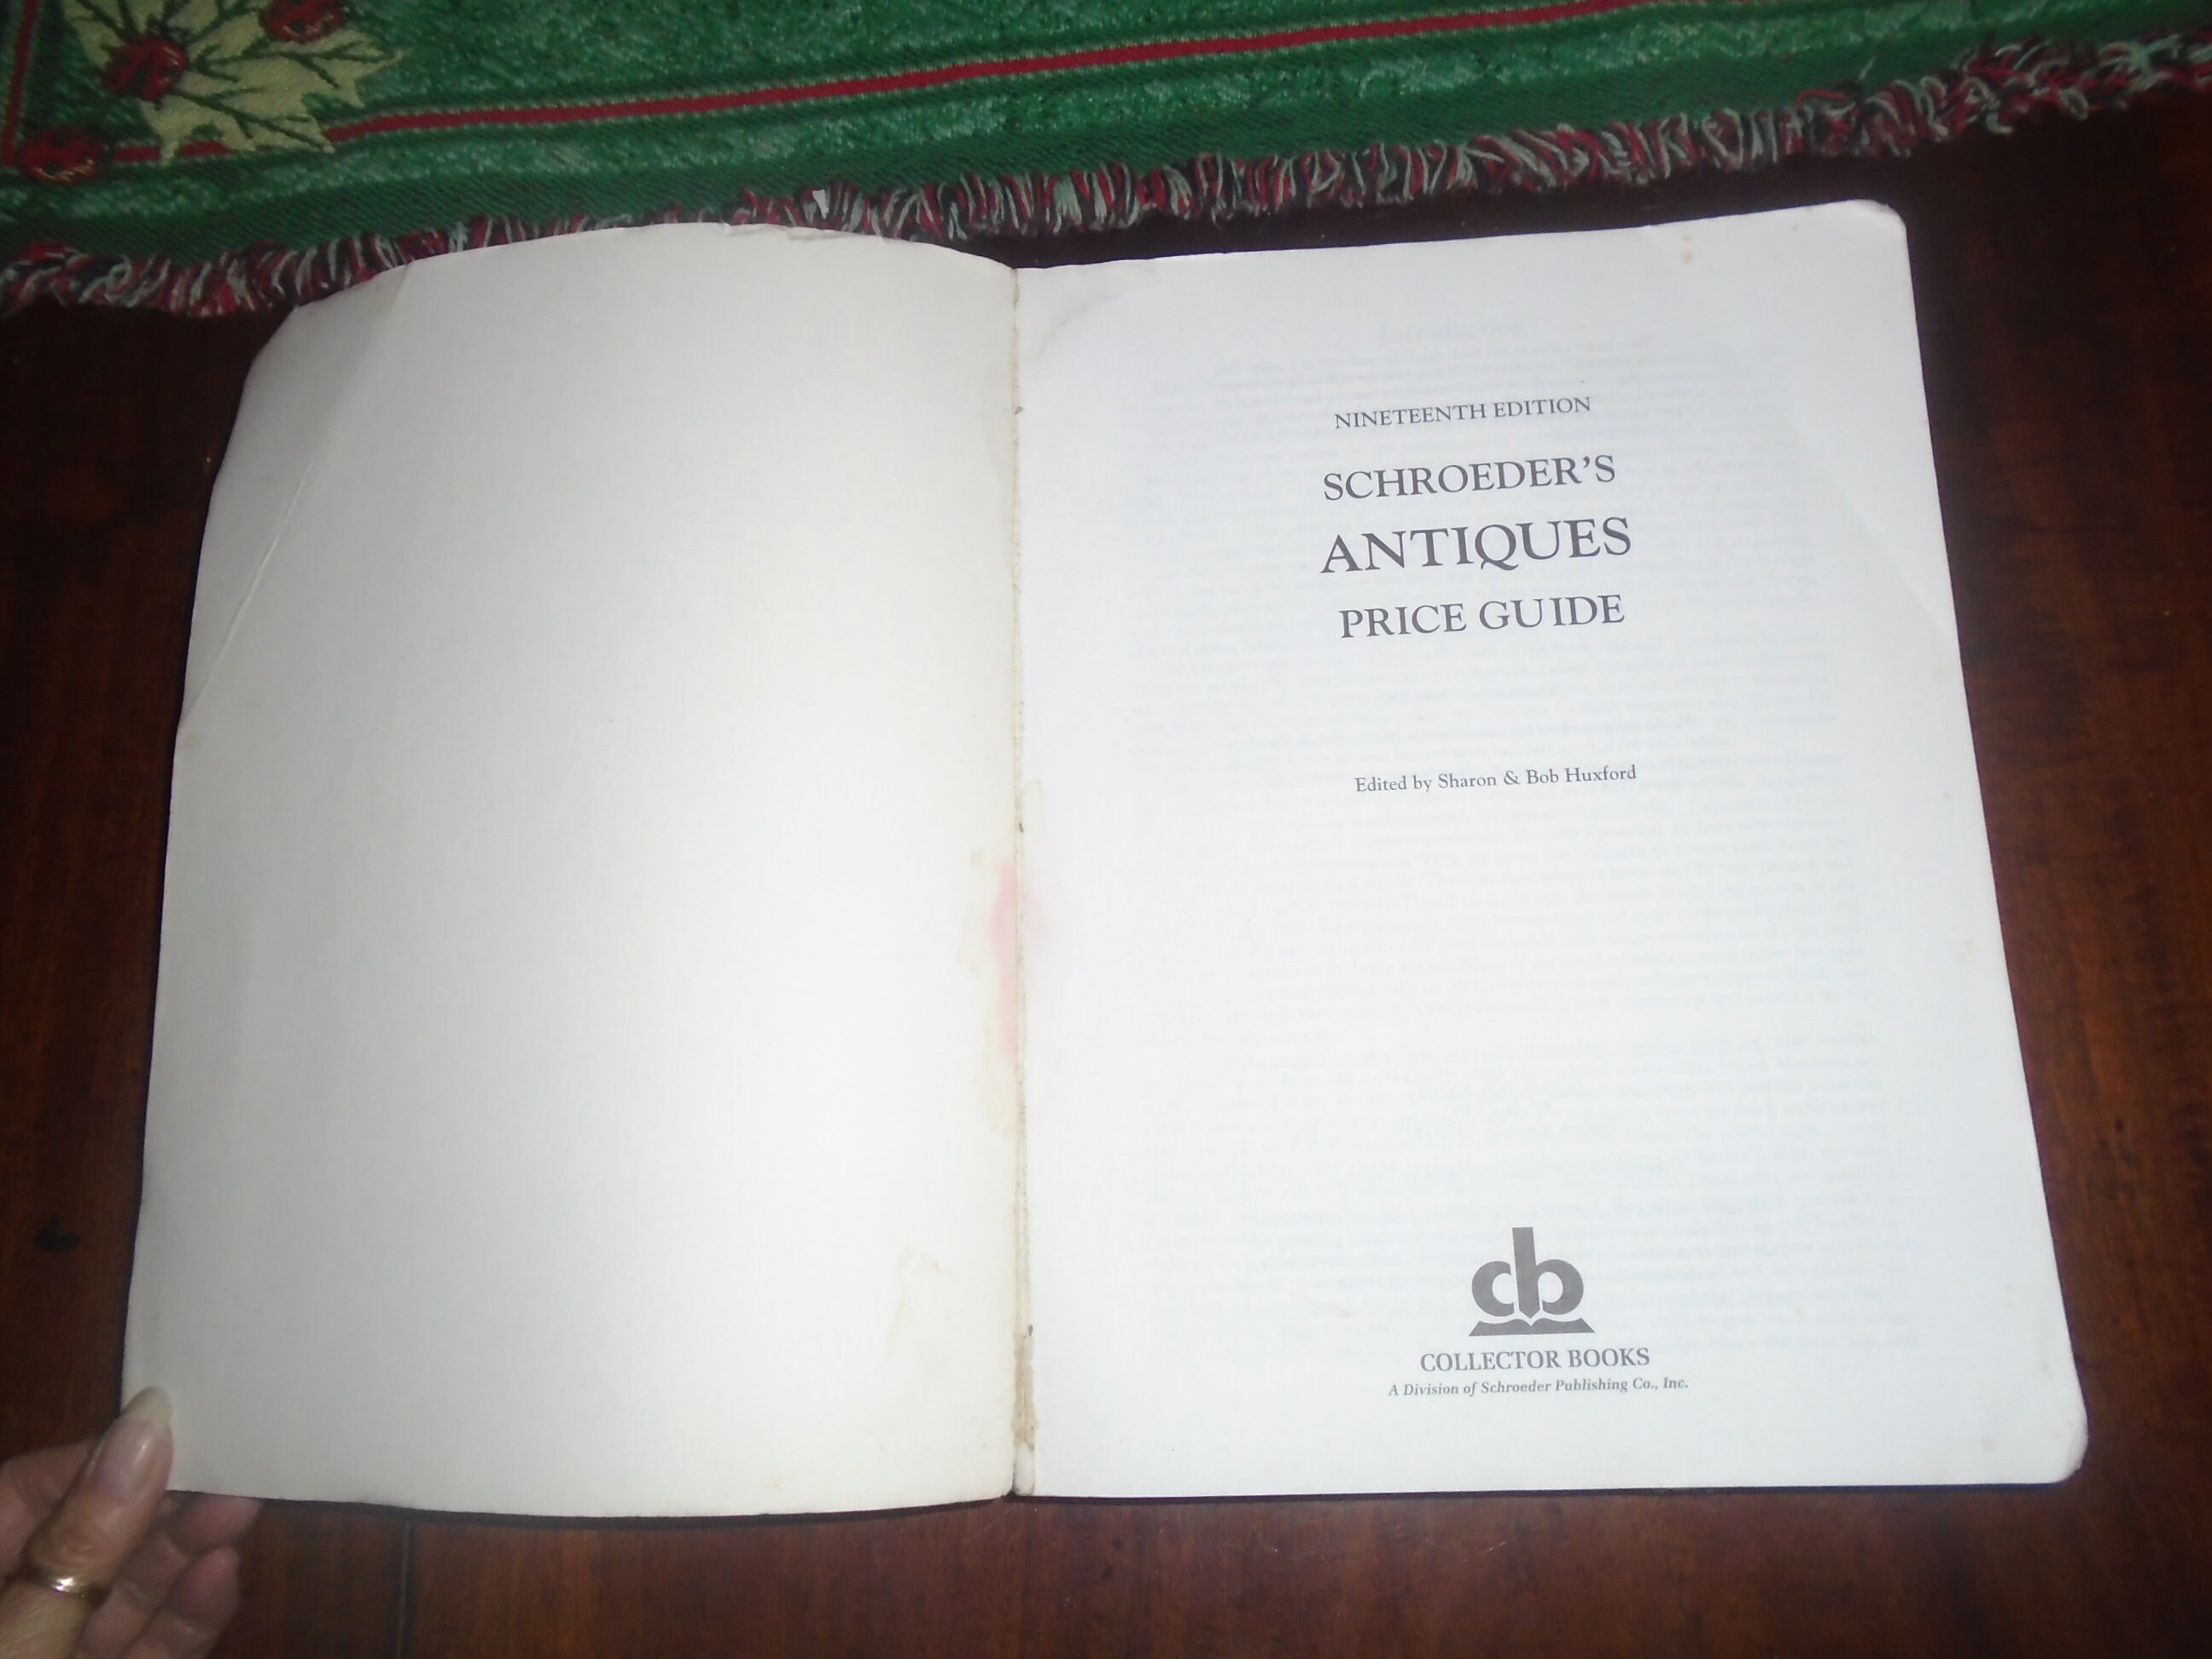 NINETEENTH EDITION
SCHROEDER'S
ANTIQUES
PRICE GUIDE
Edited by Sharon & Bob Huxford
cb
COLLECTOR BOOKS
A Division of Schroeder Publishing Co., Inc.